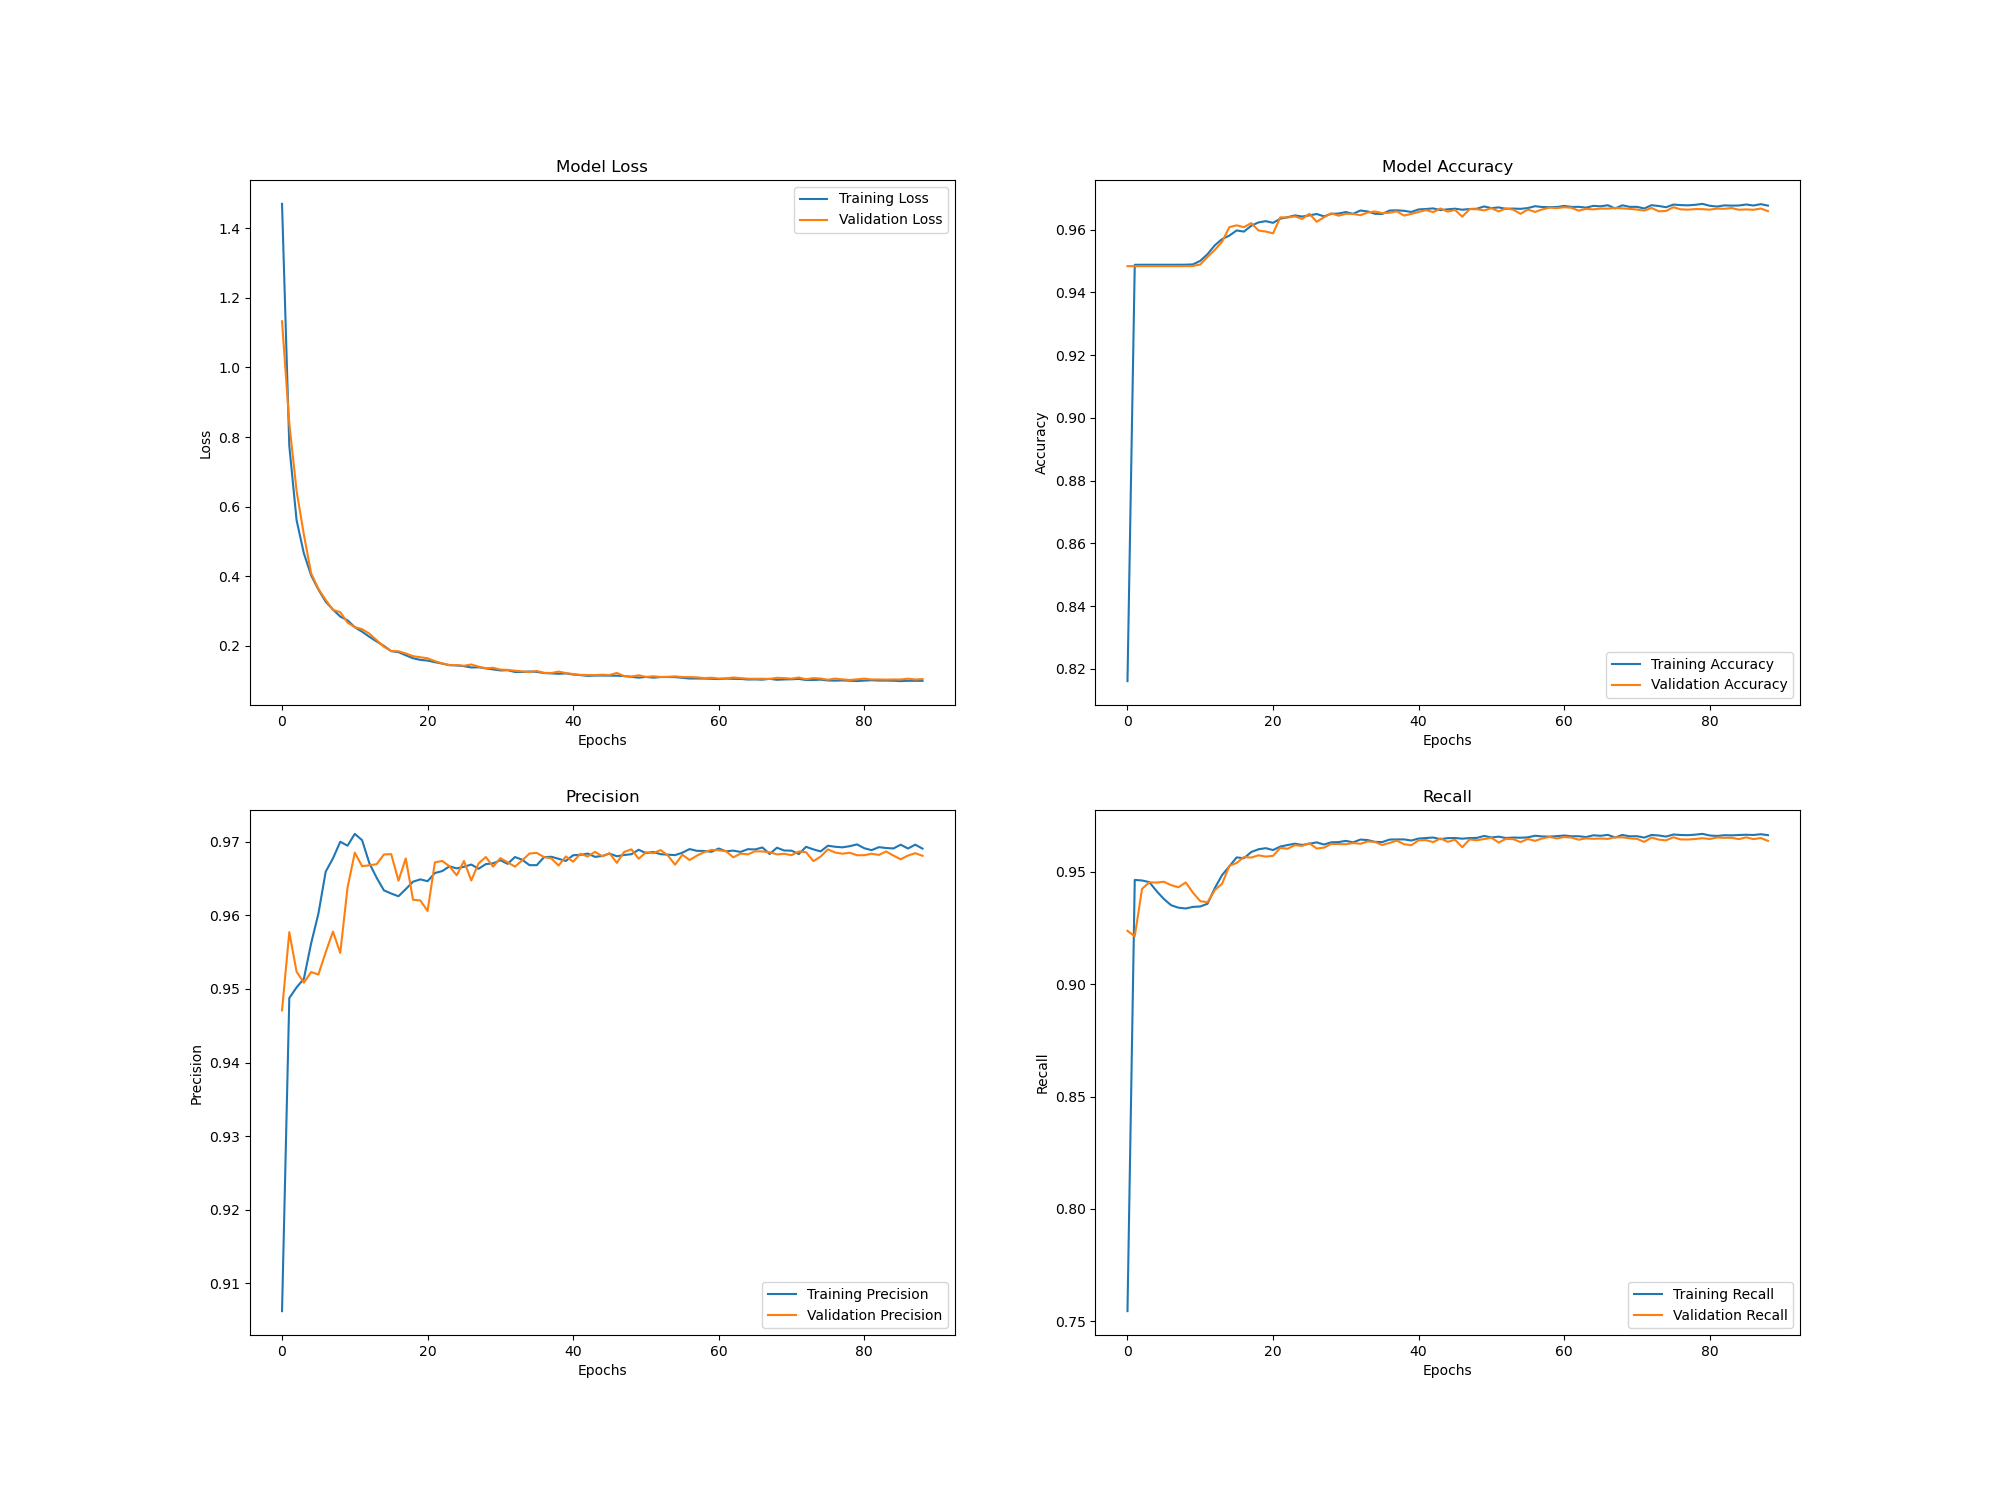 Model Loss
Training Loss
Validation Loss
1.4
1.2
1.0
0.8
0.6
0.4
0.2
Loss
0 20 40 60 80
Epochs
Model Accuracy
0.96
0.94
0.92
0.90
0.88
0.86
0.84
0.82
Accuracy
Training Accuracy
Validation Accuracy
0 20 40 60 80
Epochs
Precision
0.97
0.96
0.95
0.94
0.93
0.92
0.91
Precision
Training Precision
Validation Precision
0 20 40 60 80
Epochs
Recall
0.95
0.90
0.85
0.80
0.75
Recall
Training Recall
Validation Recall
0 20 40 60 80
Epochs